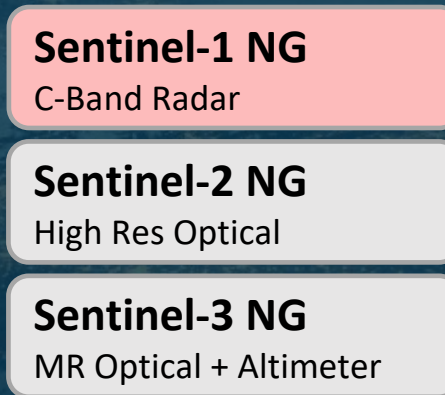 Sentinel-1 NG
C-Band Radar
Sentinel-2 NG
High Res Optical
Sentinel-3 NG
MR Optical + Altimeter